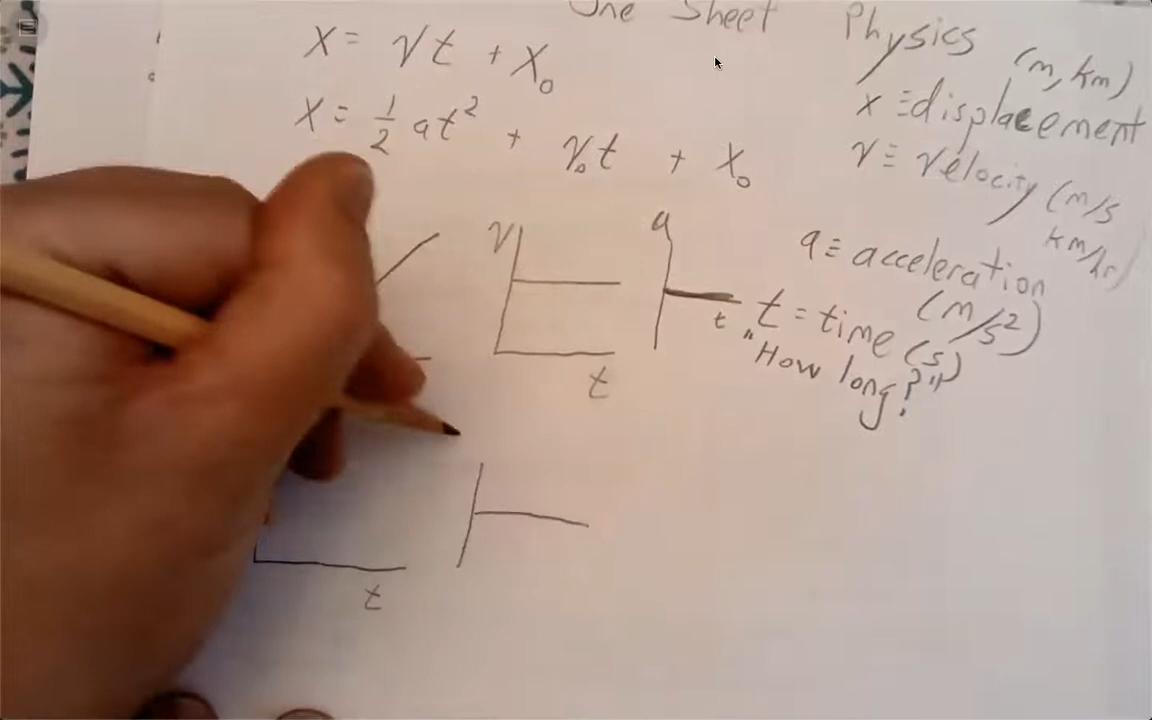 One Sheet Physics
x = vt + x₀
(m, km)
x ≡ displacement
x = ½ at² + v₀t + x₀
v ≡ velocity (m/s
km/hr)
a ≡ acceleration
(m/s²)
t = time (s)
"How long?"
v
t
a
t
t